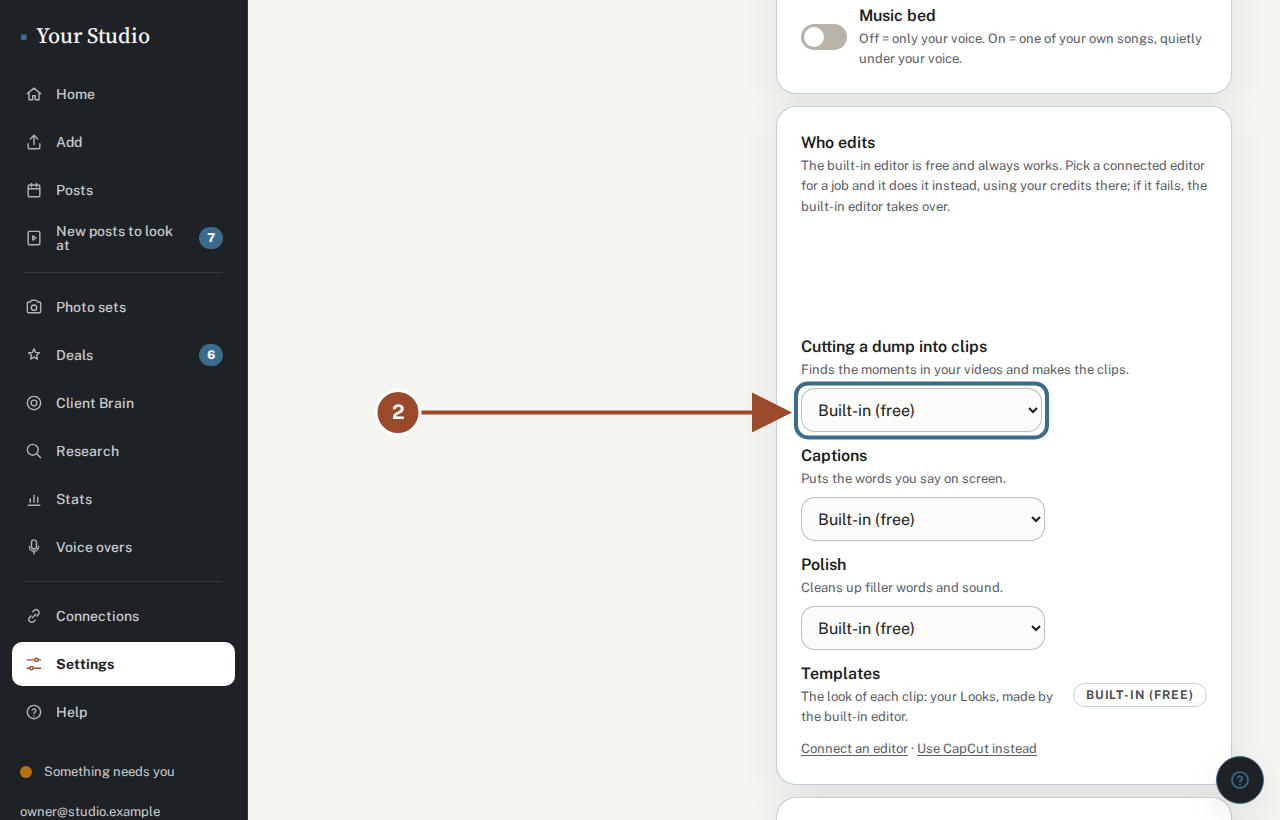 Your Studio
Home
Add
Posts
New posts to look
at
7
Photo sets
Deals
6
Client Brain
Research
Stats
Voice overs
Connections
Settings
Help
Something needs you
owner@studio.example
Music bed
Off = only your voice. On = one of your own songs, quietly
under your voice.
Who edits
The built-in editor is free and always works. Pick a connected editor
for a job and it does it instead, using your credits there; if it fails, the
built-in editor takes over.
Cutting a dump into clips
Finds the moments in your videos and makes the clips.
2
Built-in (free)
Captions
Puts the words you say on screen.
Built-in (free)
Polish
Cleans up filler words and sound.
Built-in (free)
Templates
The look of each clip: your Looks, made by
the built-in editor.
BUILT-IN (FREE)
Connect an editor · Use CapCut instead